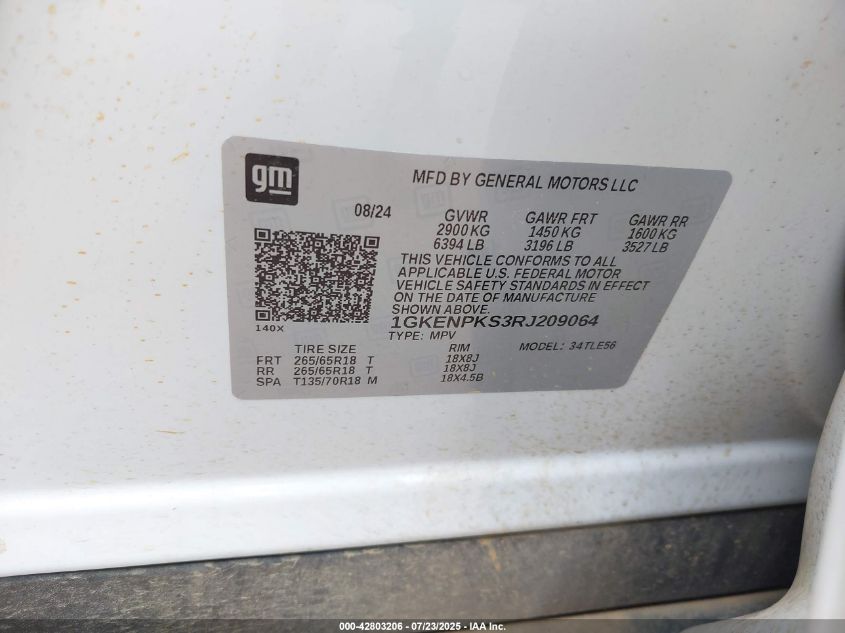 gm
MFD BY GENERAL MOTORS LLC
08/24 GVWR GAWR FRT GAWR RR
2900 KG 1450 KG 1600 KG
6394 LB 3196 LB 3527 LB
THIS VEHICLE CONFORMS TO ALL
APPLICABLE U.S. FEDERAL MOTOR
VEHICLE SAFETY STANDARDS IN EFFECT
ON THE DATE OF MANUFACTURE
SHOWN ABOVE.
140X
1GKENPKS3RJ209064
TYPE: MPV MODEL: 34TLE56
TIRE SIZE RIM
FRT 265/65R18 T 18X8J
RR 265/65R18 T 18X8J
SPA T135/70R18 M 18X4.5B
000-42803206 - 07/23/2025 - IAA Inc.